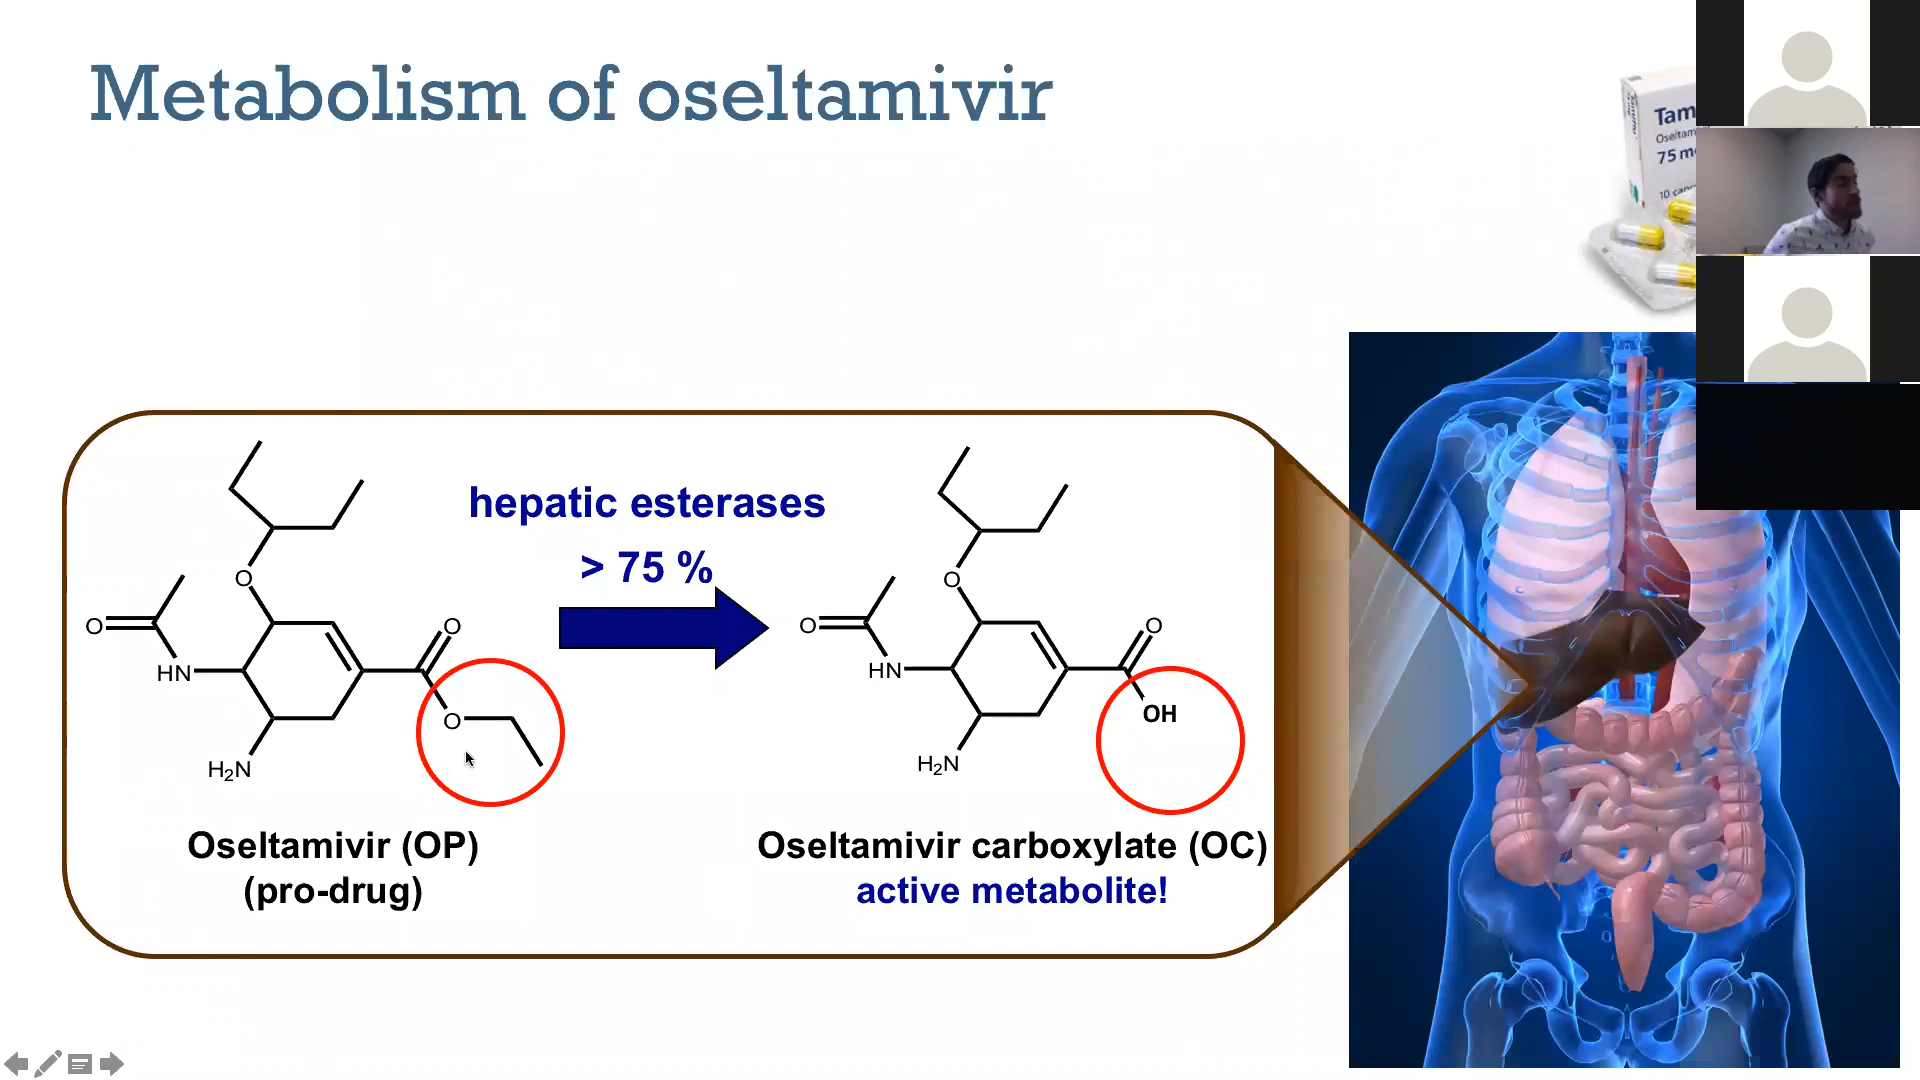 Metabolism of oseltamivir
Tam
Oseltam
75 m
10 cap
hepatic esterases
> 75 %
O
O
HN
H₂N
O
O
O
O
HN
H₂N
O
OH
Oseltamivir (OP)
(pro-drug)
Oseltamivir carboxylate (OC)
active metabolite!